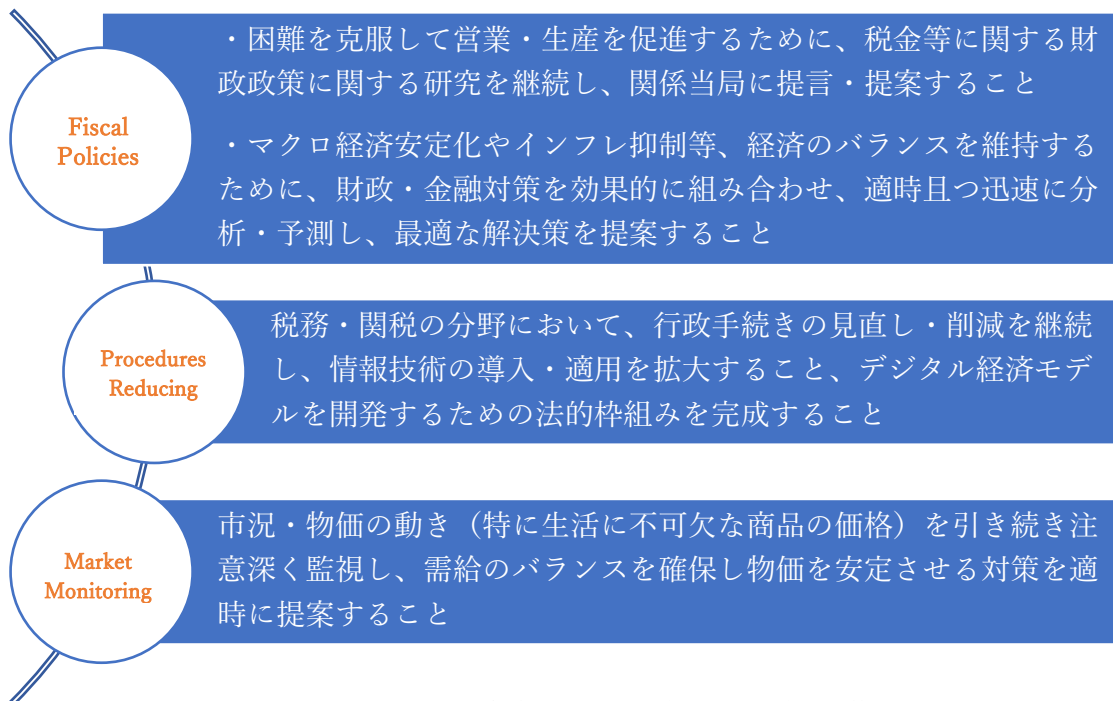 Fiscal
Policies
・困難を克服して営業・生産を促進するために、税金等に関する財
政政策に関する研究を継続し、関係当局に提言・提案すること
・マクロ経済安定化やインフレ抑制等、経済のバランスを維持する
ために、財政・金融対策を効果的に組み合わせ、適時且つ迅速に分
析・予測し、最適な解決策を提案すること
Procedures
Reducing
税務・関税の分野において、行政手続きの見直し・削減を継続
し、情報技術の導入・適用を拡大すること、デジタル経済モデ
ルを開発するための法的枠組みを完成すること
Market
Monitoring
市況・物価の動き（特に生活に不可欠な商品の価格）を引き続き注
意深く監視し、需給のバランスを確保し物価を安定させる対策を適
時に提案すること